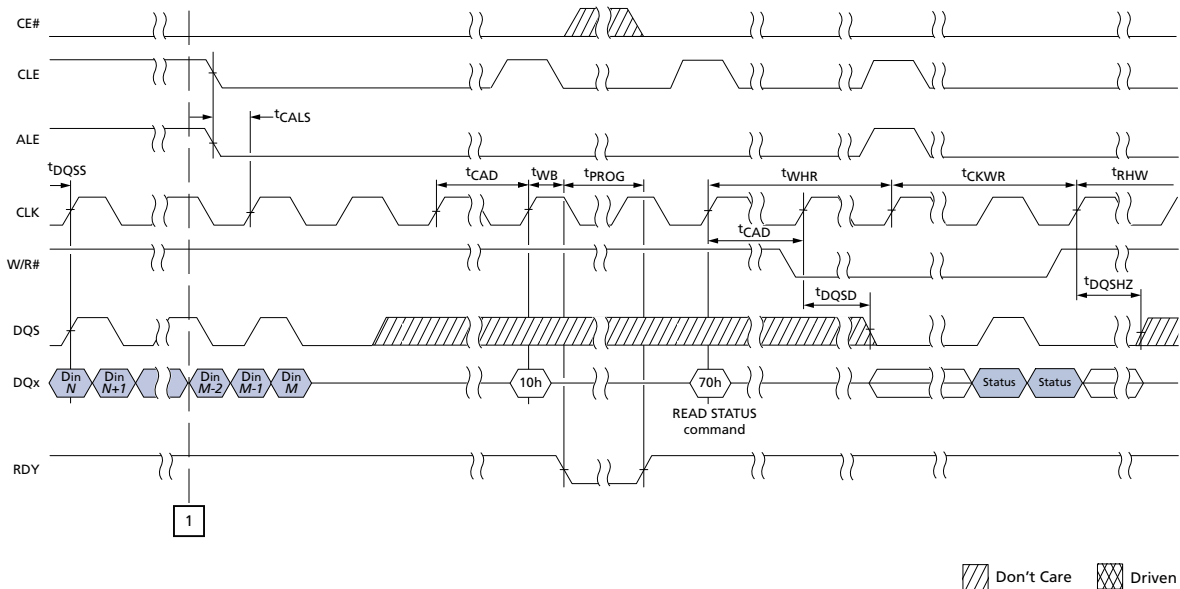 CE#
CLE
tCALS
ALE
tDQSS
tCAD
tWB
tPROG
tWHR
tCKWR
tRHW
CLK
tCAD
W/R#
tDQSD
tDQSHZ
DQS
DQx
Din
N
Din
N+1
Din
M-2
Din
M-1
Din
M
10h
70h
Status
Status
READ STATUS
command
RDY
1
Don't Care
Driven